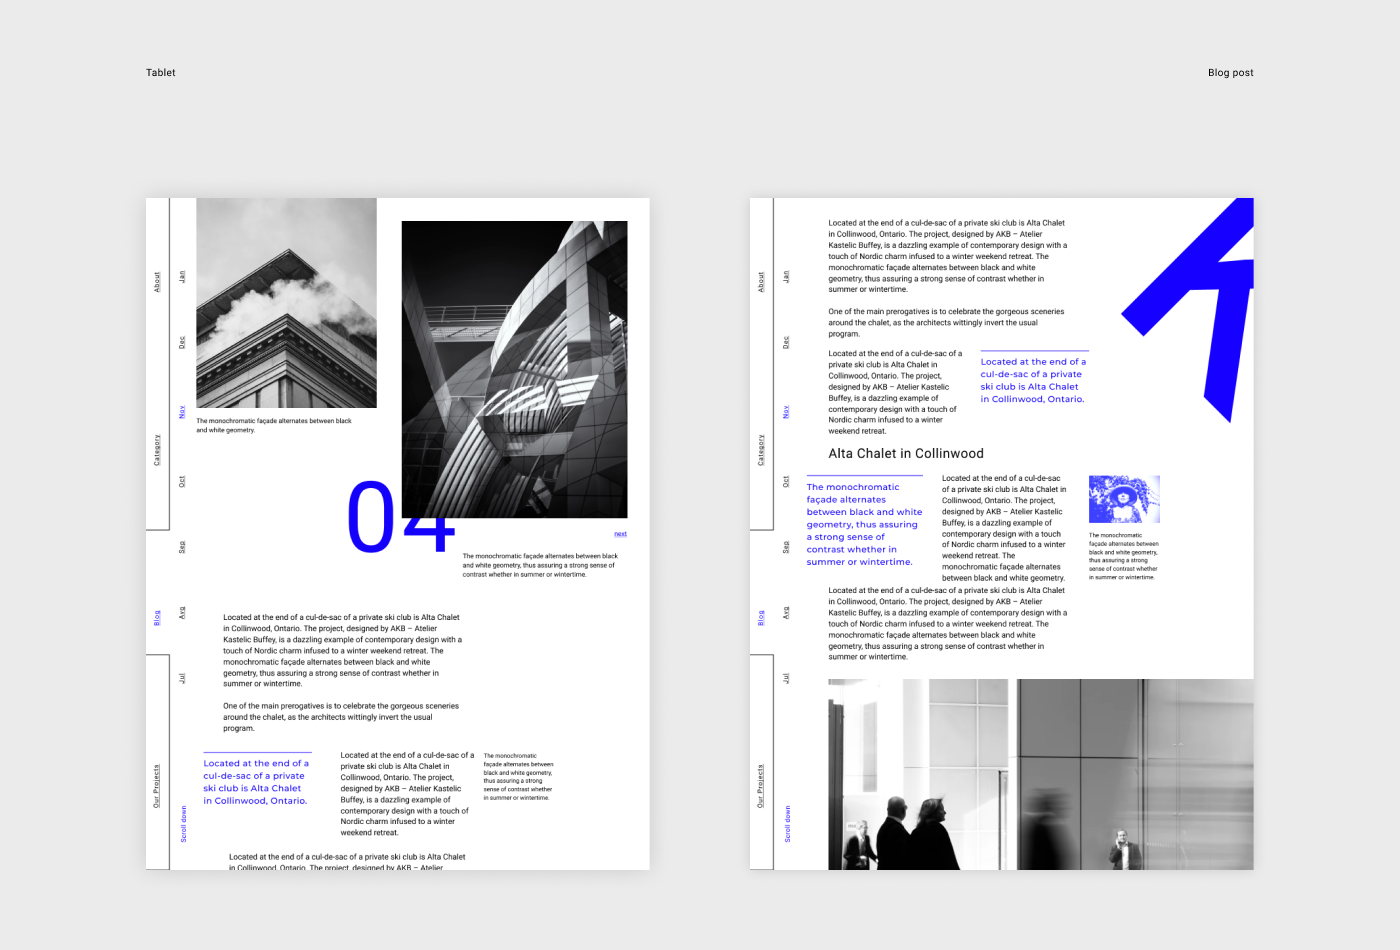 Tablet
Blog post
About
Category
Blog
Our Projects
Jan
Dec
Nov
Oct
Sep
Avg
Jul
Scroll down
The monochromatic façade alternates between black
and white geometry.
04
next
The monochromatic façade alternates between black
and white geometry, thus assuring a strong sense of
contrast whether in summer or wintertime.
Located at the end of a cul-de-sac of a private ski club is Alta Chalet
in Collinwood, Ontario. The project, designed by AKB – Atelier
Kastelic Buffey, is a dazzling example of contemporary design with a
touch of Nordic charm infused to a winter weekend retreat. The
monochromatic façade alternates between black and white
geometry, thus assuring a strong sense of contrast whether in
summer or wintertime.
One of the main prerogatives is to celebrate the gorgeous sceneries
around the chalet, as the architects wittingly invert the usual
program.
Located at the end of a
cul-de-sac of a private
ski club is Alta Chalet
in Collinwood, Ontario.
Located at the end of a cul-de-sac of a
private ski club is Alta Chalet in
Collinwood, Ontario. The project,
designed by AKB – Atelier Kastelic
Buffey, is a dazzling example of
contemporary design with a touch of
Nordic charm infused to a winter
weekend retreat.
The monochromatic
façade alternates between
black and white geometry,
thus assuring a strong
sense of contrast whether
in summer or wintertime.
Located at the end of a cul-de-sac of a private ski club is Alta Chalet
in Collinwood, Ontario. The project, designed by AKB – Atelier
About
Category
Blog
Our Projects
Jan
Dec
Nov
Oct
Sep
Avg
Jul
Scroll down
Located at the end of a cul-de-sac of a private ski club is Alta Chalet
in Collinwood, Ontario. The project, designed by AKB – Atelier
Kastelic Buffey, is a dazzling example of contemporary design with a
touch of Nordic charm infused to a winter weekend retreat. The
monochromatic façade alternates between black and white
geometry, thus assuring a strong sense of contrast whether in
summer or wintertime.
One of the main prerogatives is to celebrate the gorgeous sceneries
around the chalet, as the architects wittingly invert the usual
program.
Located at the end of a cul-de-sac of a
private ski club is Alta Chalet in
Collinwood, Ontario. The project,
designed by AKB – Atelier Kastelic
Buffey, is a dazzling example of
contemporary design with a touch of
Nordic charm infused to a winter
weekend retreat.
Located at the end of a
cul-de-sac of a private
ski club is Alta Chalet
in Collinwood, Ontario.
Alta Chalet in Collinwood
The monochromatic
façade alternates
between black and white
geometry, thus assuring
a strong sense of
contrast whether in
summer or wintertime.
Located at the end of a cul-de-sac
of a private ski club is Alta Chalet in
Collinwood, Ontario. The project,
designed by AKB – Atelier Kastelic
Buffey, is a dazzling example of
contemporary design with a touch
of Nordic charm infused to a winter
weekend retreat. The
monochromatic façade alternates
between black and white geometry.
The monochromatic
façade alternates between
black and white geometry,
thus assuring a strong
sense of contrast whether
in summer or wintertime.
Located at the end of a cul-de-sac of a private ski club is Alta Chalet
in Collinwood, Ontario. The project, designed by AKB – Atelier
Kastelic Buffey, is a dazzling example of contemporary design with a
touch of Nordic charm infused to a winter weekend retreat. The
monochromatic façade alternates between black and white
geometry, thus assuring a strong sense of contrast whether in
summer or wintertime.